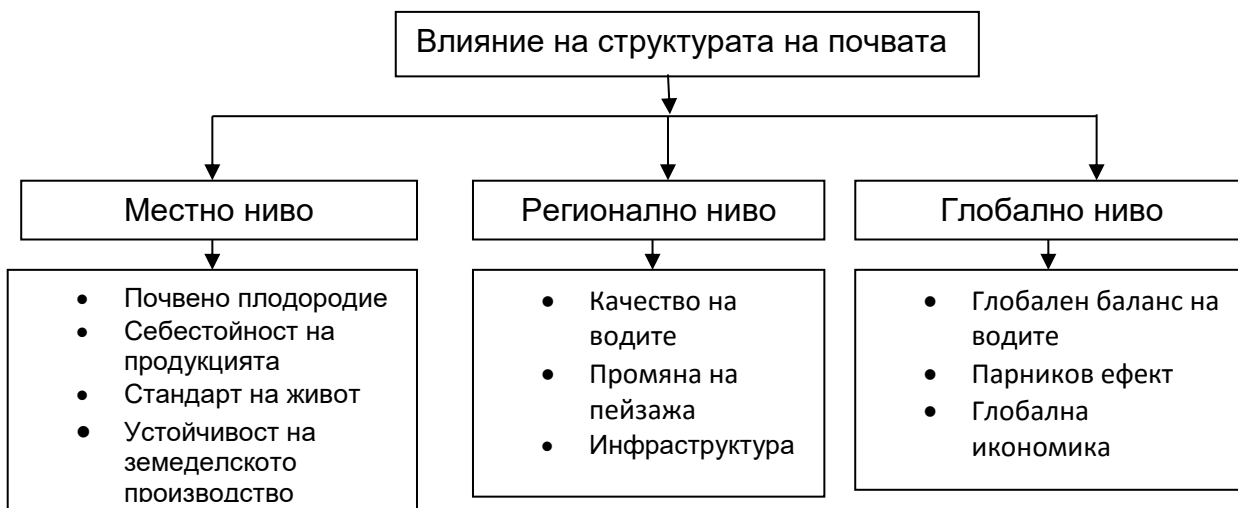 Влияние на структурата на почвата
Местно ниво
• Почвено плодородие
• Себестойност на
продукцията
• Стандарт на живот
• Устойчивост на
земеделското
производство
Регионално ниво
• Качество на
водите
• Промяна на
пейзажа
• Инфраструктура
Глобално ниво
• Глобален баланс на
водите
• Парников ефект
• Глобална
икономика